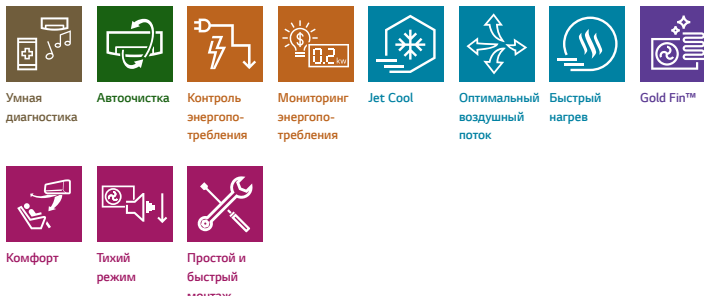 0.2 kw
Умная
диагностика
Автоочистка
Контроль
энергопо-
требления
Мониторинг
энергопо-
требления
Jet Cool
Оптимальный
воздушный
поток
Быстрый
нагрев
Gold Fin™
Комфорт
Тихий
режим
Простой и
быстрый
монтаж